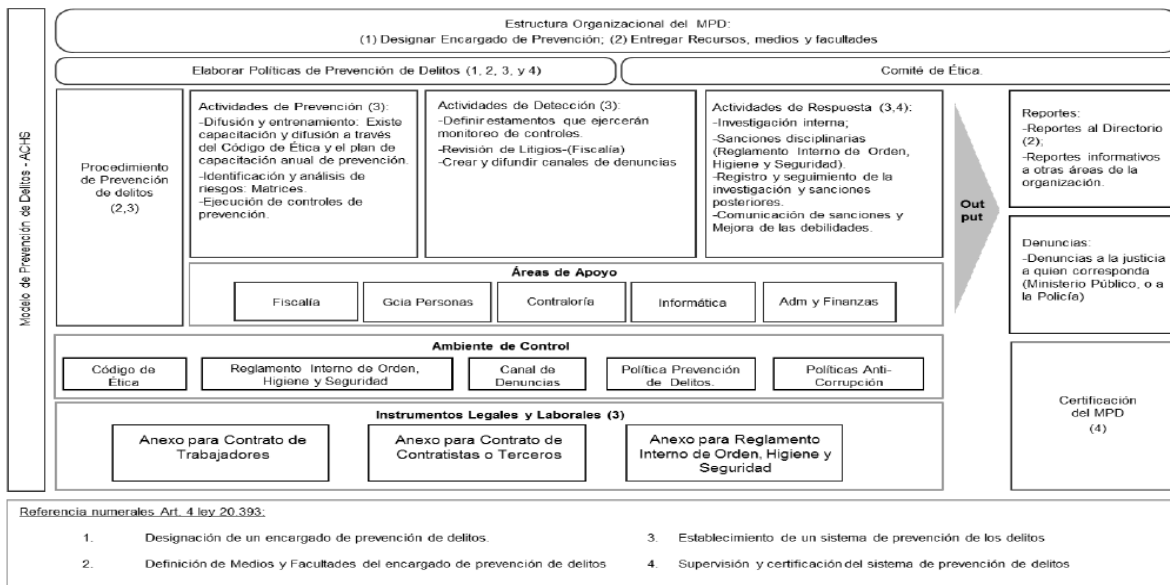 Modelo de Prevención de Delitos - ACHS
Estructura Organizacional del MPD:
(1) Designar Encargado de Prevención; (2) Entregar Recursos, medios y facultades
Elaborar Políticas de Prevención de Delitos (1, 2, 3, y 4)
Comité de Ética.
Procedimiento
de Prevención
de delitos
(2,3)
Actividades de Prevención (3):
-Difusión y entrenamiento: Existe
capacitación y difusión a través
del Código de Ética y el plan de
capacitación anual de prevención.
-Identificación y análisis de
riesgos: Matrices.
-Ejecución de controles de
prevención.
Actividades de Detección (3):
-Definir estamentos que ejercerán
monitoreo de controles.
-Revisión de Litigios-(Fiscalía)
-Crear y difundir canales de denuncias
Actividades de Respuesta (3,4):
-Investigación interna;
-Sanciones disciplinarias
(Reglamento Interno de Orden,
Higiene y Seguridad).
-Registro y seguimiento de la
investigación y sanciones
posteriores.
-Comunicación de sanciones y
Mejora de las debilidades.
Áreas de Apoyo
Fiscalía
Gcia Personas
Contraloría
Informática
Adm y Finanzas
Ambiente de Control
Código de
Ética
Reglamento Interno de Orden,
Higiene y Seguridad
Canal de
Denuncias
Política Prevención
de Delitos.
Políticas Anti-
Corrupción
Instrumentos Legales y Laborales (3)
Anexo para Contrato de
Trabajadores
Anexo para Contrato de
Contratistas o Terceros
Anexo para Reglamento
Interno de Orden, Higiene y
Seguridad
Out
put
Reportes:
-Reportes al Directorio
(2);
-Reportes informativos
a otras áreas de la
organización.
Denuncias:
-Denuncias a la justicia
a quien corresponda
(Ministerio Público, o a
la Policía)
Certificación
del MPD
(4)
Referencia numerales Art. 4 ley 20.393:
1. Designación de un encargado de prevención de delitos.
2. Definición de Medios y Facultades del encargado de prevención de delitos
3. Establecimiento de un sistema de prevención de los delitos
4. Supervisión y certificación del sistema de prevención de delitos